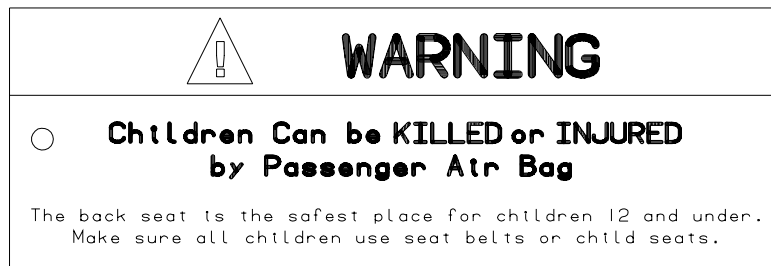 WARNING
Children Can be KILLED or INJURED
by Passenger Air Bag
The back seat is the safest place for children 12 and under.
Make sure all children use seat belts or child seats.